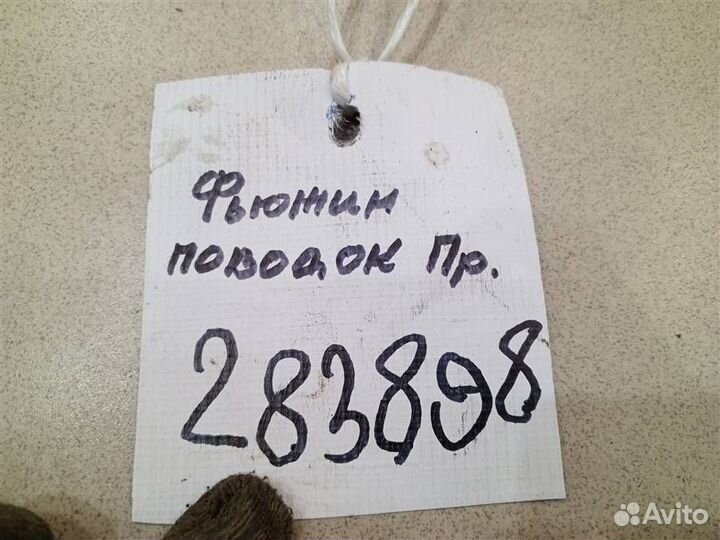 Фьюжин
поводок Пр.
283898
Avito